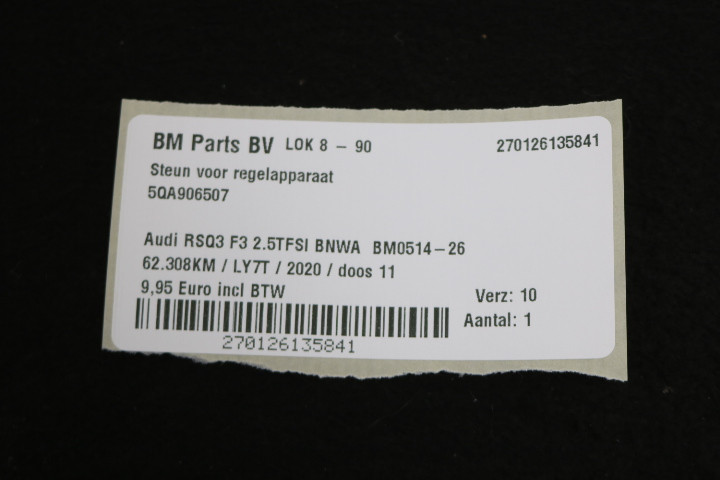 BM Parts BV LOK 8 - 90 270126135841
Steun voor regelapparaat
5QA906507
Audi RSQ3 F3 2.5TFSI BNWA BM0514-26
62.308KM / LY7T / 2020 / doos 11
9,95 Euro incl BTW Verz: 10
Aantal: 1
270126135841